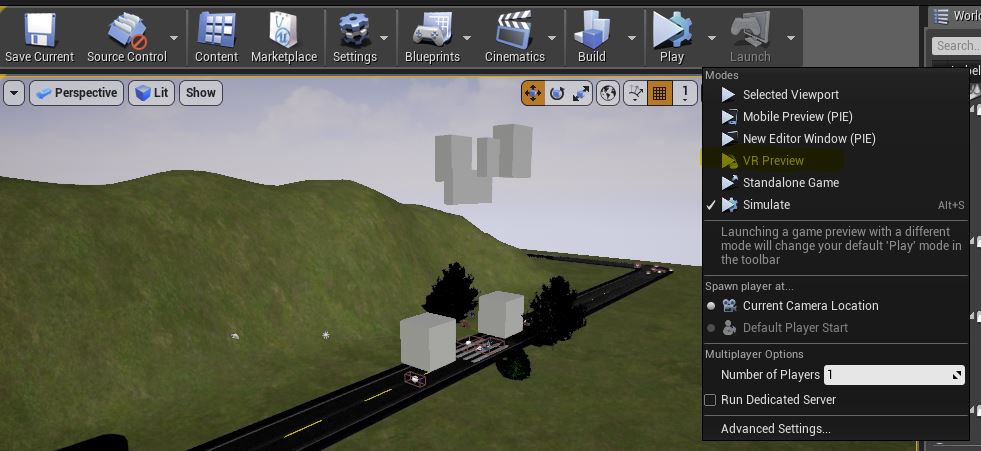 Save Current Source Control Content Marketplace Settings Blueprints Cinematics Build Play Launch
Worl
Search..
Perspective Lit Show
1
Modes
Selected Viewport
Mobile Preview (PIE)
New Editor Window (PIE)
VR Preview
Standalone Game
Simulate Alt+S
Launching a game preview with a different
mode will change your default 'Play' mode in
the toolbar
Spawn player at...
Current Camera Location
Default Player Start
Multiplayer Options
Number of Players 1
Run Dedicated Server
Advanced Settings...